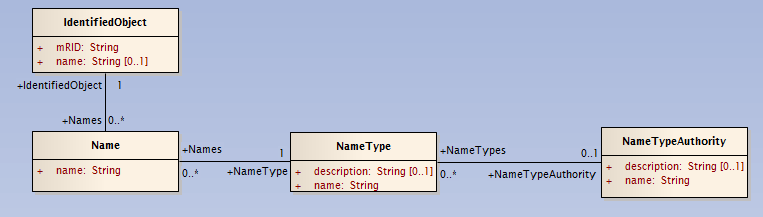 IdentifiedObject
+ mRID: String
+ name: String [0..1]
+IdentifiedObject 1
+Names 0..*
Name
+ name: String
+Names 1
0..* +NameType
NameType
+ description: String [0..1]
+ name: String
+NameTypes 0..1
0..* +NameTypeAuthority
NameTypeAuthority
+ description: String [0..1]
+ name: String